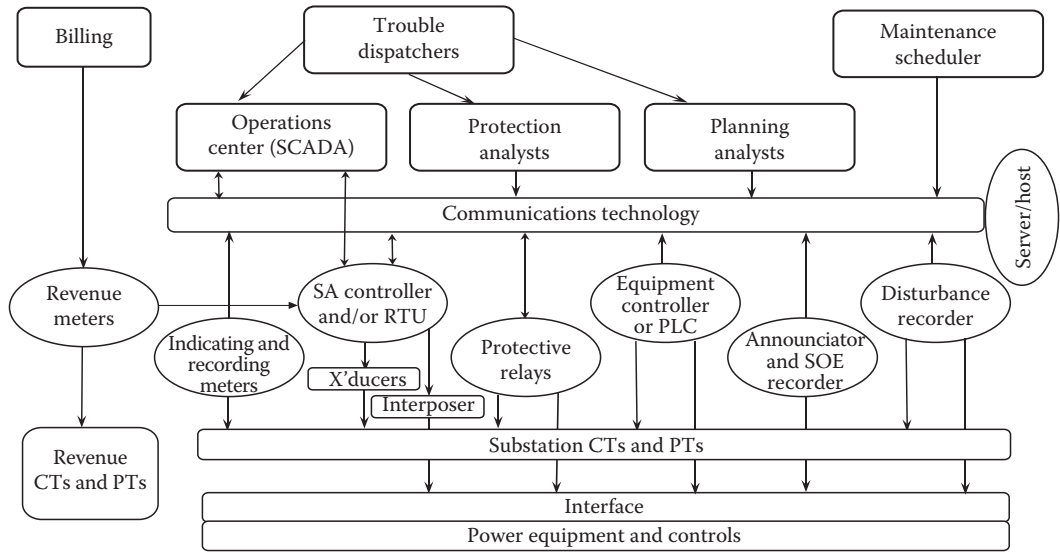 Billing
Trouble
dispatchers
Maintenance
scheduler
Operations
center (SCADA)
Protection
analysts
Planning
analysts
Communications technology
Server/host
Revenue
meters
SA controller
and/or RTU
Equipment
controller
or PLC
Disturbance
recorder
Indicating and
recording
meters
Protective
relays
Announciator
and SOE
recorder
X'ducers
Interposer
Substation CTs and PTs
Revenue
CTs and PTs
Interface
Power equipment and controls